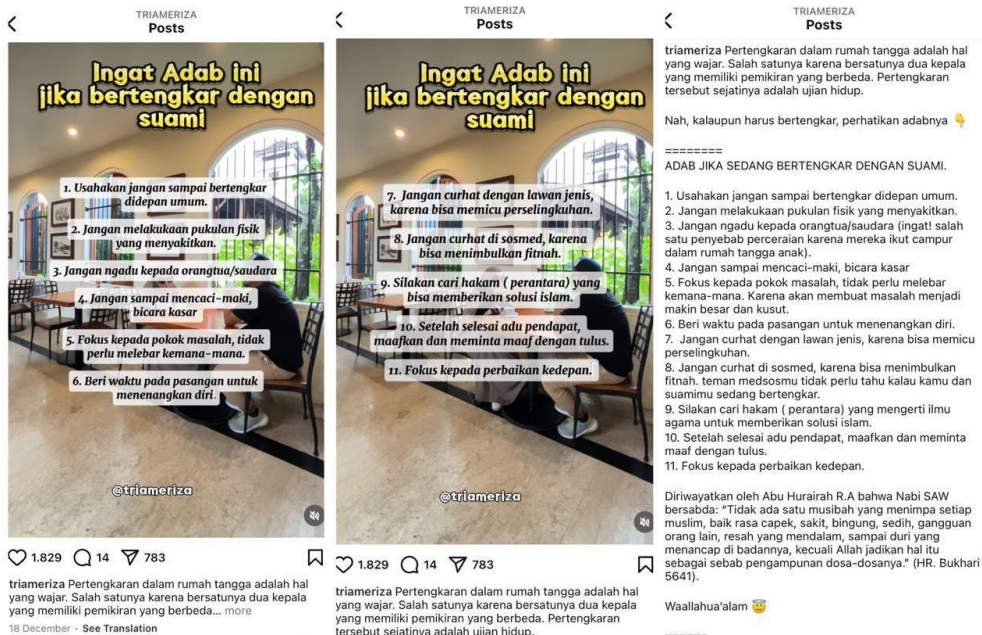 TRIAMERIZA
Posts
Ingat Adab ini
jika bertengkar dengan
suami
1. Usahakan jangan sampai bertengkar
didepan umum.
2. Jangan melakukaan pukulan fisik
yang menyakitkan.
3. Jangan ngadu kepada orangtua/saudara
4. Jangan sampai mencaci-maki,
bicara kasar
5. Fokus kepada pokok masalah, tidak
perlu melebar kemana-mana.
6. Beri waktu pada pasangan untuk
menenangkan diri.
@triameriza
1.829 14 783
triameriza Pertengkaran dalam rumah tangga adalah hal
yang wajar. Salah satunya karena bersatunya dua kepala
yang memiliki pemikiran yang berbeda... more
18 December · See Translation
TRIAMERIZA
Posts
Ingat Adab ini
jika bertengkar dengan
suami
7. Jangan curhat dengan lawan jenis,
karena bisa memicu perselingkuhan.
8. Jangan curhat di sosmed, karena
bisa menimbulkan fitnah.
9. Silakan cari hakam ( perantara) yang
bisa memberikan solusi islam.
10. Setelah selesai adu pendapat,
maafkan dan meminta maaf dengan tulus.
11. Fokus kepada perbaikan kedepan.
@triameriza
1.829 14 783
triameriza Pertengkaran dalam rumah tangga adalah hal
yang wajar. Salah satunya karena bersatunya dua kepala
yang memiliki pemikiran yang berbeda. Pertengkaran
tersebut sejatinya adalah ujian hidup.
TRIAMERIZA
Posts
triameriza Pertengkaran dalam rumah tangga adalah hal
yang wajar. Salah satunya karena bersatunya dua kepala
yang memiliki pemikiran yang berbeda. Pertengkaran
tersebut sejatinya adalah ujian hidup.
Nah, kalaupun harus bertengkar, perhatikan adabnya 👇
========
ADAB JIKA SEDANG BERTENGKAR DENGAN SUAMI.
1. Usahakan jangan sampai bertengkar didepan umum.
2. Jangan melakukaan pukulan fisik yang menyakitkan.
3. Jangan ngadu kepada orangtua/saudara (ingat! salah
satu penyebab perceraian karena mereka ikut campur
dalam rumah tangga anak).
4. Jangan sampai mencaci-maki, bicara kasar
5. Fokus kepada pokok masalah, tidak perlu melebar
kemana-mana. Karena akan membuat masalah menjadi
makin besar dan kusut.
6. Beri waktu pada pasangan untuk menenangkan diri.
7. Jangan curhat dengan lawan jenis, karena bisa memicu
perselingkuhan.
8. Jangan curhat di sosmed, karena bisa menimbulkan
fitnah. teman medsosmu tidak perlu tahu kalau kamu dan
suamimu sedang bertengkar.
9. Silakan cari hakam ( perantara) yang mengerti ilmu
agama untuk memberikan solusi islam.
10. Setelah selesai adu pendapat, maafkan dan meminta
maaf dengan tulus.
11. Fokus kepada perbaikan kedepan.
Diriwayatkan oleh Abu Hurairah R.A bahwa Nabi SAW
bersabda: “Tidak ada satu musibah yang menimpa setiap
muslim, baik rasa capek, sakit, bingung, sedih, gangguan
orang lain, resah yang mendalam, sampai duri yang
menancap di badannya, kecuali Allah jadikan hal itu
sebagai sebab pengampunan dosa-dosanya.” (HR. Bukhari
5641).
Waallahua’alam 😇